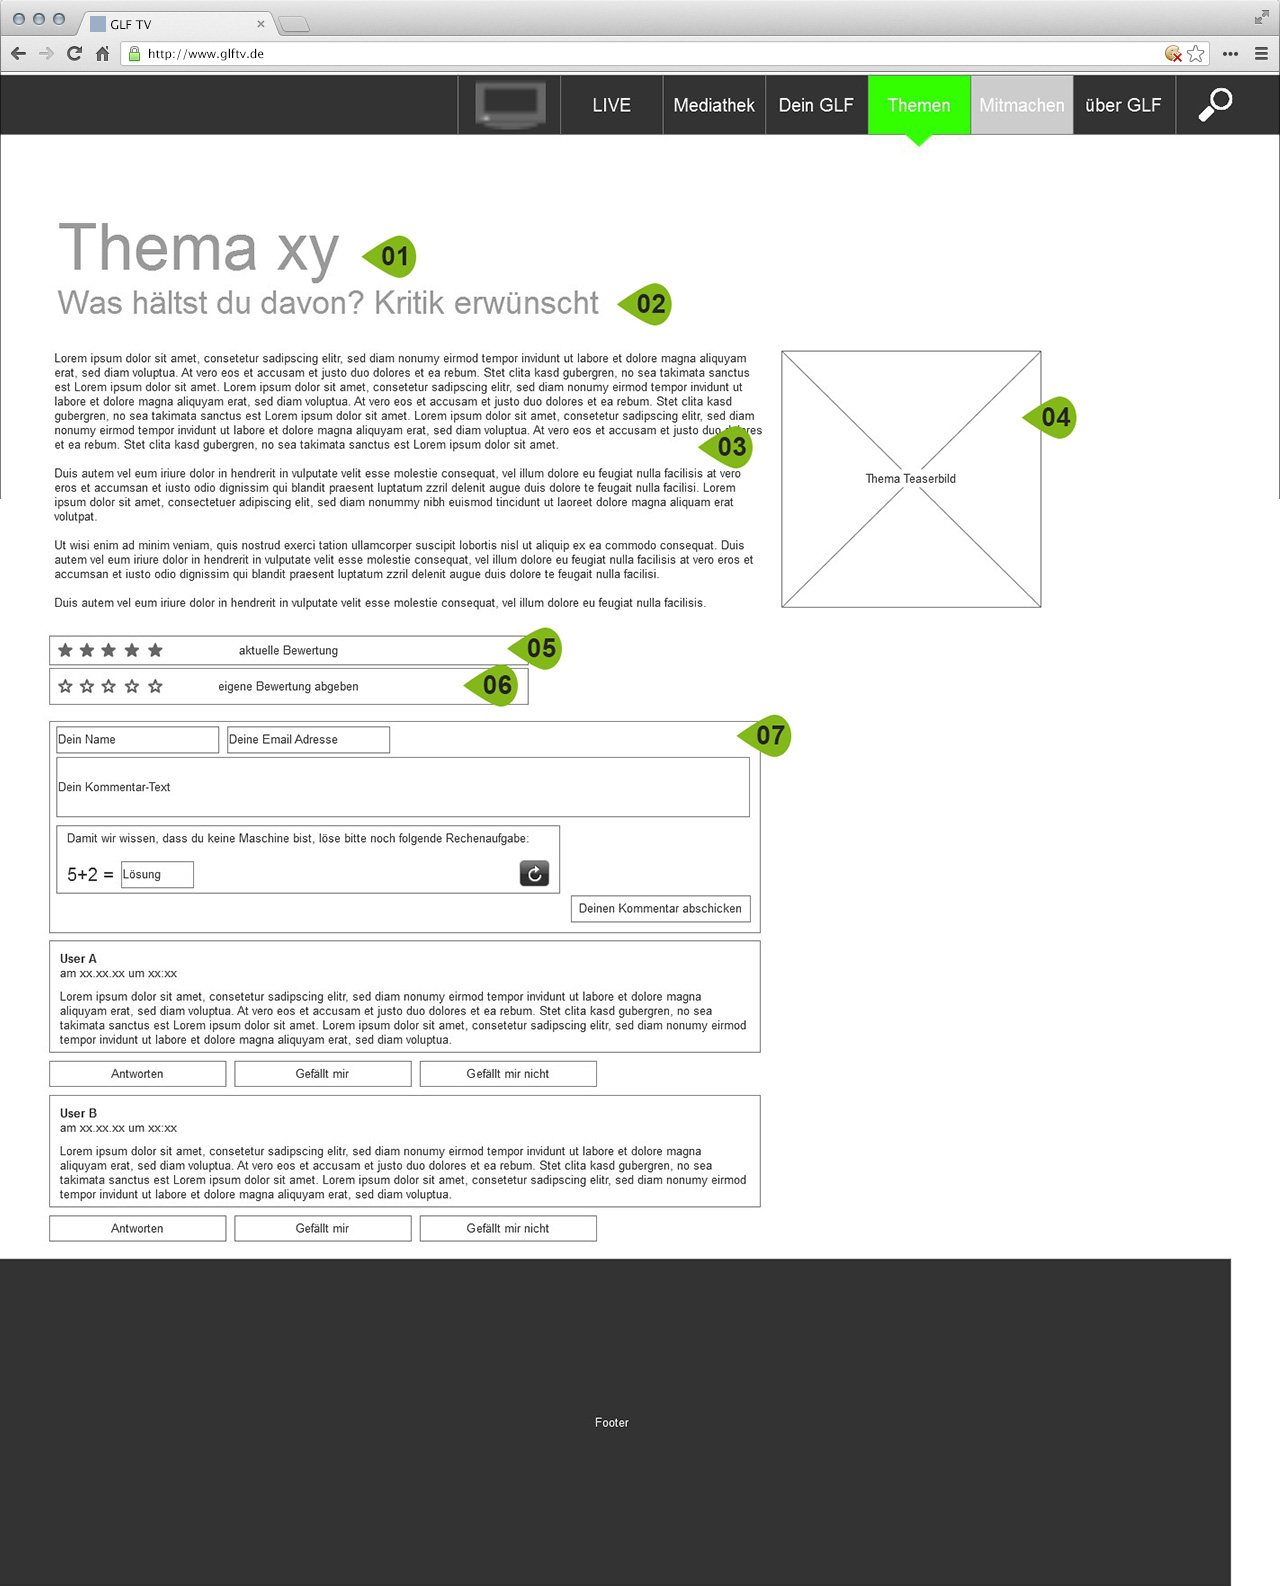 GLF TV
http://www.glftv.de
LIVE
Mediathek
Dein GLF
Themen
Mitmachen
über GLF
Thema xy
01
Was hältst du davon? Kritik erwünscht
02
Lorem ipsum dolor sit amet, consetetur sadipscing elitr, sed diam nonumy eirmod tempor invidunt ut labore et dolore magna aliquyam
erat, sed diam voluptua. At vero eos et accusam et justo duo dolores et ea rebum. Stet clita kasd gubergren, no sea takimata sanctus
est Lorem ipsum dolor sit amet. Lorem ipsum dolor sit amet, consetetur sadipscing elitr, sed diam nonumy eirmod tempor invidunt ut
labore et dolore magna aliquyam erat, sed diam voluptua. At vero eos et accusam et justo duo dolores et ea rebum. Stet clita kasd
gubergren, no sea takimata sanctus est Lorem ipsum dolor sit amet. Lorem ipsum dolor sit amet, consetetur sadipscing elitr, sed diam
nonumy eirmod tempor invidunt ut labore et dolore magna aliquyam erat, sed diam voluptua. At vero eos et accusam et justo duo dolores
et ea rebum. Stet clita kasd gubergren, no sea takimata sanctus est Lorem ipsum dolor sit amet.
03
Duis autem vel eum iriure dolor in hendrerit in vulputate velit esse molestie consequat, vel illum dolore eu feugiat nulla facilisis at vero
eros et accumsan et iusto odio dignissim qui blandit praesent luptatum zzril delenit augue duis dolore te feugait nulla facilisi. Lorem
ipsum dolor sit amet, consectetuer adipiscing elit, sed diam nonummy nibh euismod tincidunt ut laoreet dolore magna aliquam erat
volutpat.
Ut wisi enim ad minim veniam, quis nostrud exerci tation ullamcorper suscipit lobortis nisl ut aliquip ex ea commodo consequat. Duis
autem vel eum iriure dolor in hendrerit in vulputate velit esse molestie consequat, vel illum dolore eu feugiat nulla facilisis at vero eros et
accumsan et iusto odio dignissim qui blandit praesent luptatum zzril delenit augue duis dolore te feugait nulla facilisi.
Duis autem vel eum iriure dolor in hendrerit in vulputate velit esse molestie consequat, vel illum dolore eu feugiat nulla facilisis.
04
Thema Teaserbild
aktuelle Bewertung
05
eigene Bewertung abgeben
06
07
Dein Name
Deine Email Adresse
Dein Kommentar-Text
Damit wir wissen, dass du keine Maschine bist, löse bitte noch folgende Rechenaufgabe:
5+2 =
Lösung
Deinen Kommentar abschicken
User A
am xx.xx.xx um xx:xx
Lorem ipsum dolor sit amet, consetetur sadipscing elitr, sed diam nonumy eirmod tempor invidunt ut labore et dolore magna
aliquyam erat, sed diam voluptua. At vero eos et accusam et justo duo dolores et ea rebum. Stet clita kasd gubergren, no sea
takimata sanctus est Lorem ipsum dolor sit amet. Lorem ipsum dolor sit amet, consetetur sadipscing elitr, sed diam nonumy eirmod
tempor invidunt ut labore et dolore magna aliquyam erat, sed diam voluptua.
Antworten
Gefällt mir
Gefällt mir nicht
User B
am xx.xx.xx um xx:xx
Lorem ipsum dolor sit amet, consetetur sadipscing elitr, sed diam nonumy eirmod tempor invidunt ut labore et dolore magna
aliquyam erat, sed diam voluptua. At vero eos et accusam et justo duo dolores et ea rebum. Stet clita kasd gubergren, no sea
takimata sanctus est Lorem ipsum dolor sit amet. Lorem ipsum dolor sit amet, consetetur sadipscing elitr, sed diam nonumy eirmod
tempor invidunt ut labore et dolore magna aliquyam erat, sed diam voluptua.
Antworten
Gefällt mir
Gefällt mir nicht
Footer